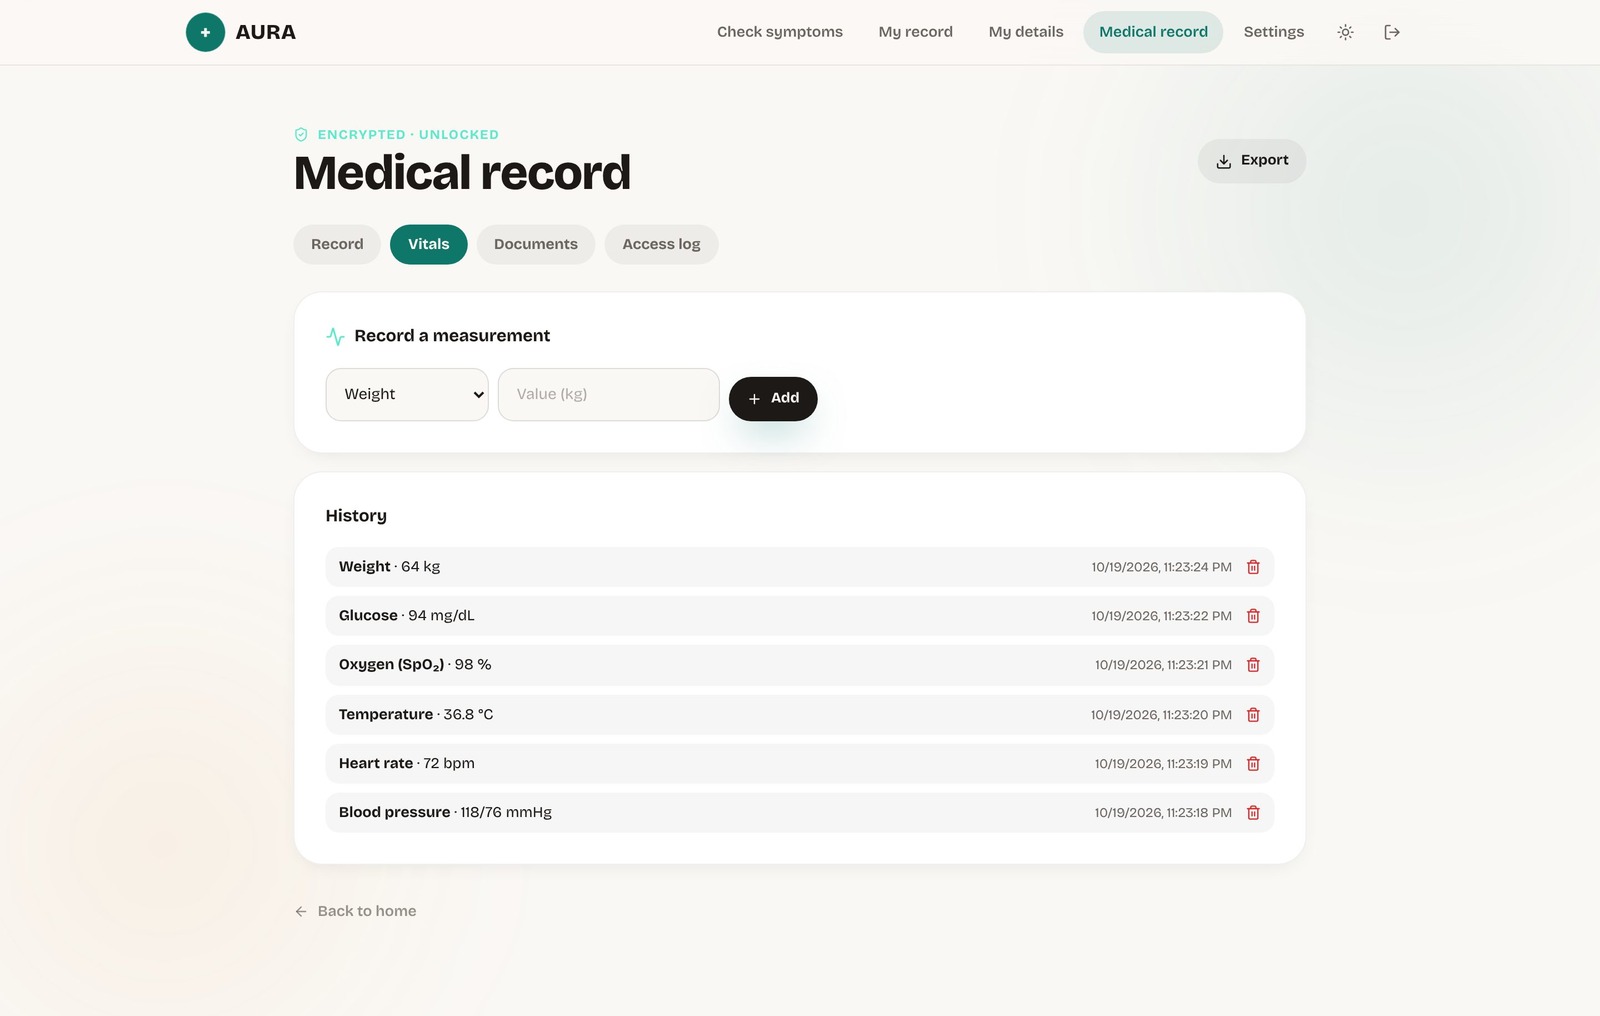 AURA
Check symptoms
My record
My details
Medical record
Settings
ENCRYPTED · UNLOCKED
Medical record
Export
Record
Vitals
Documents
Access log
Record a measurement
Weight
Value (kg)
Add
History
Weight · 64 kg 10/19/2026, 11:23:24 PM
Glucose · 94 mg/dL 10/19/2026, 11:23:22 PM
Oxygen (SpO₂) · 98 % 10/19/2026, 11:23:21 PM
Temperature · 36.8 °C 10/19/2026, 11:23:20 PM
Heart rate · 72 bpm 10/19/2026, 11:23:19 PM
Blood pressure · 118/76 mmHg 10/19/2026, 11:23:18 PM
Back to home